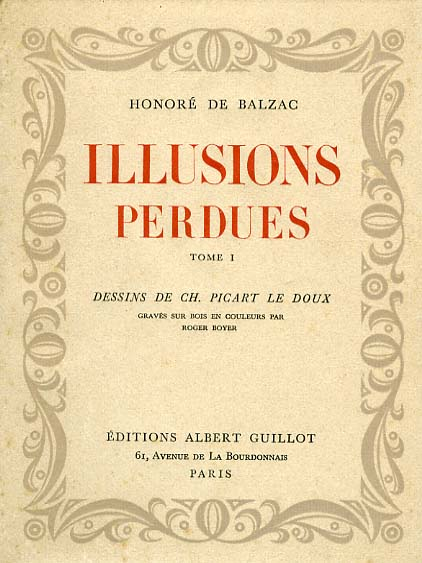 HONORÉ DE BALZAC
ILLUSIONS
PERDUES
TOME I
DESSINS DE CH. PICART LE DOUX
GRAVÉS SUR BOIS EN COULEURS PAR
ROGER BOYER
ÉDITIONS ALBERT GUILLOT
61, AVENUE DE LA BOURDONNAIS
PARIS